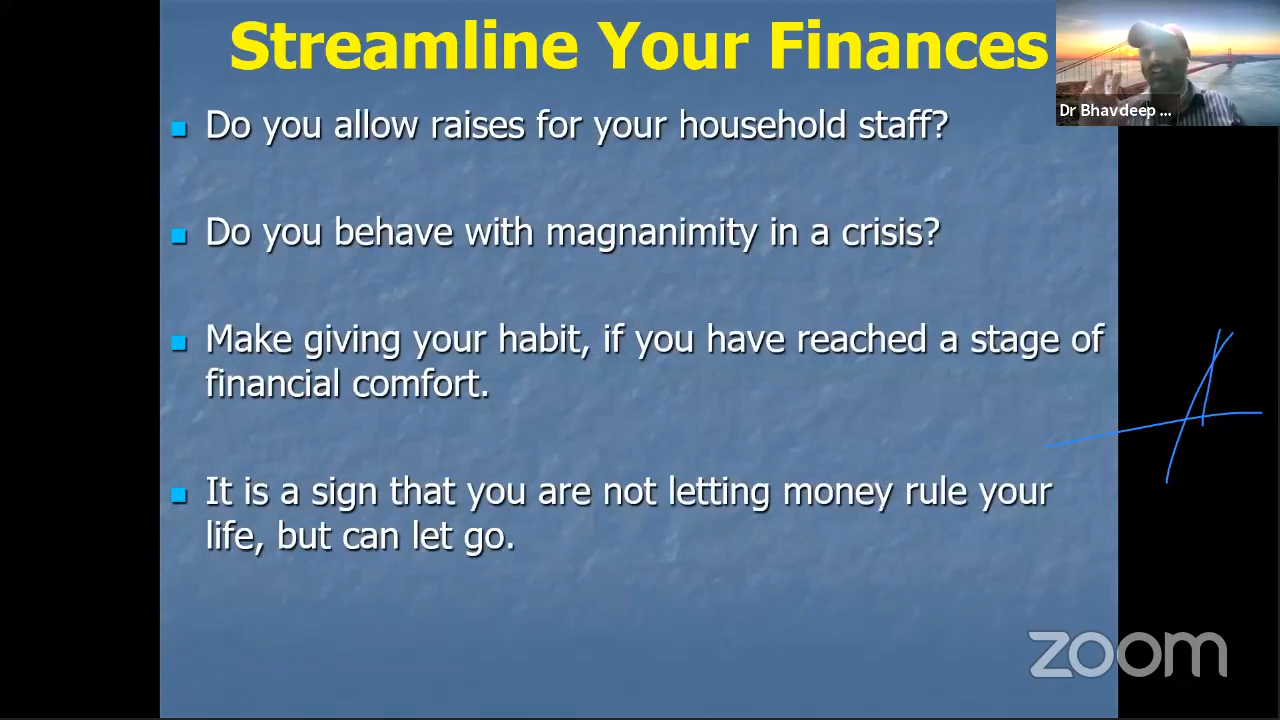 Streamline Your Finances
Dr Bhavdeep ...
Do you allow raises for your household staff?
Do you behave with magnanimity in a crisis?
Make giving your habit, if you have reached a stage of
financial comfort.
It is a sign that you are not letting money rule your
life, but can let go.
zoom